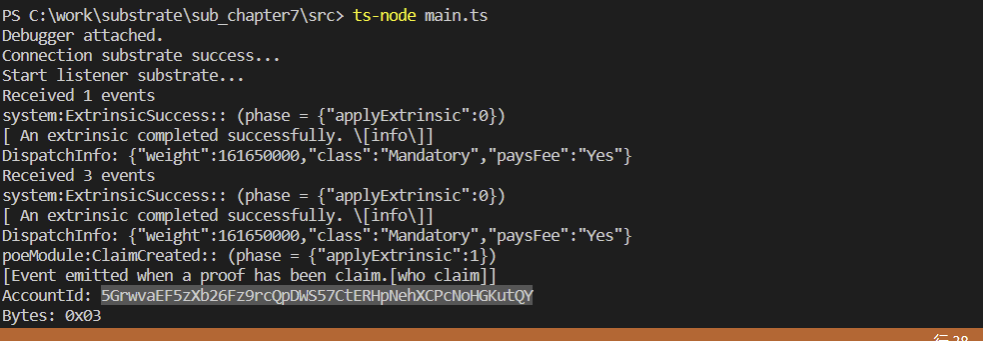 PS C:\work\substrate\sub_chapter7\src> ts-node main.ts
Debugger attached.
Connection substrate success...
Start listener substrate...
Received 1 events
system:ExtrinsicSuccess:: (phase = {"applyExtrinsic":0})
[ An extrinsic completed successfully. \[info\]]
DispatchInfo: {"weight":161650000,"class":"Mandatory","paysFee":"Yes"}
Received 3 events
system:ExtrinsicSuccess:: (phase = {"applyExtrinsic":0})
[ An extrinsic completed successfully. \[info\]]
DispatchInfo: {"weight":161650000,"class":"Mandatory","paysFee":"Yes"}
poeModule:ClaimCreated:: (phase = {"applyExtrinsic":1})
[Event emitted when a proof has been claim.[who claim]]
AccountId: 5GrwvaEF5zXb26Fz9rcQpDWS57CtERHpNehXCPcNoHGKutQY
Bytes: 0x03